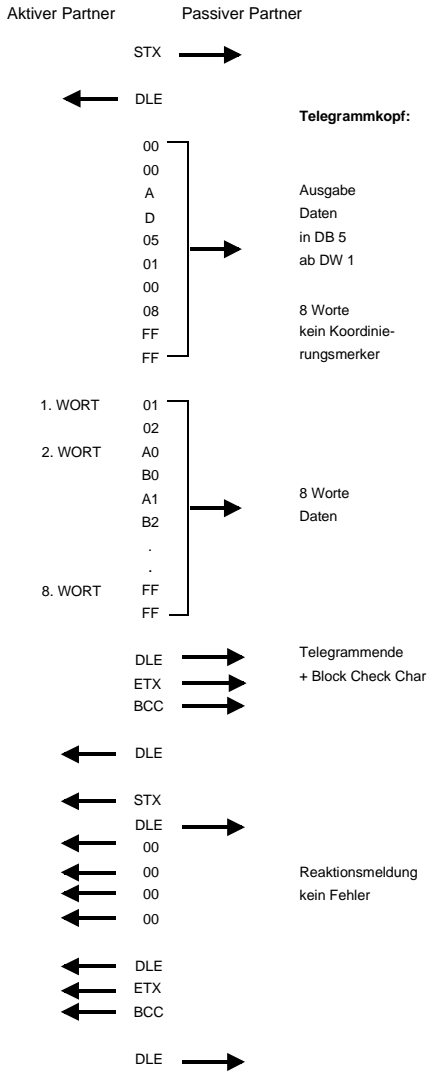 Aktiver Partner Passiver Partner
STX
DLE
Telegrammkopf:
00
00
A Ausgabe
D Daten
05 in DB 5
01 ab DW 1
00
08 8 Worte
FF kein Koordinie-
FF rungsmerker
1. WORT 01
02
2. WORT A0
B0
A1 8 Worte
B2 Daten
.
.
8. WORT FF
FF
DLE Telegrammende
ETX + Block Check Char
BCC
DLE
STX
DLE
00
00 Reaktionsmeldung
00 kein Fehler
00
DLE
ETX
BCC
DLE